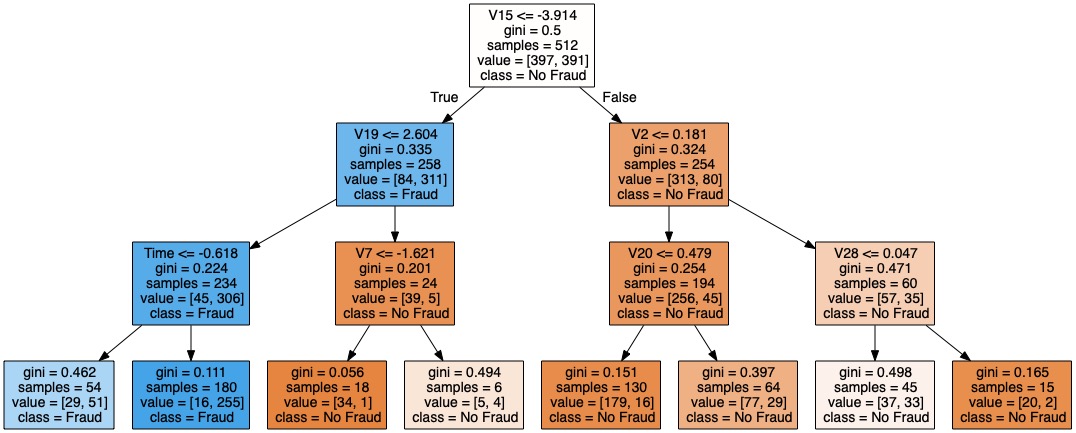 V15 <= -3.914
gini = 0.5
samples = 512
value = [397, 391]
class = No Fraud
True
False
V19 <= 2.604
gini = 0.335
samples = 258
value = [84, 311]
class = Fraud
V2 <= 0.181
gini = 0.324
samples = 254
value = [313, 80]
class = No Fraud
Time <= -0.618
gini = 0.224
samples = 234
value = [45, 306]
class = Fraud
V7 <= -1.621
gini = 0.201
samples = 24
value = [39, 5]
class = No Fraud
V20 <= 0.479
gini = 0.254
samples = 194
value = [256, 45]
class = No Fraud
V28 <= 0.047
gini = 0.471
samples = 60
value = [57, 35]
class = No Fraud
gini = 0.462
samples = 54
value = [29, 51]
class = Fraud
gini = 0.111
samples = 180
value = [16, 255]
class = Fraud
gini = 0.056
samples = 18
value = [34, 1]
class = No Fraud
gini = 0.494
samples = 6
value = [5, 4]
class = No Fraud
gini = 0.151
samples = 130
value = [179, 16]
class = No Fraud
gini = 0.397
samples = 64
value = [77, 29]
class = No Fraud
gini = 0.498
samples = 45
value = [37, 33]
class = No Fraud
gini = 0.165
samples = 15
value = [20, 2]
class = No Fraud